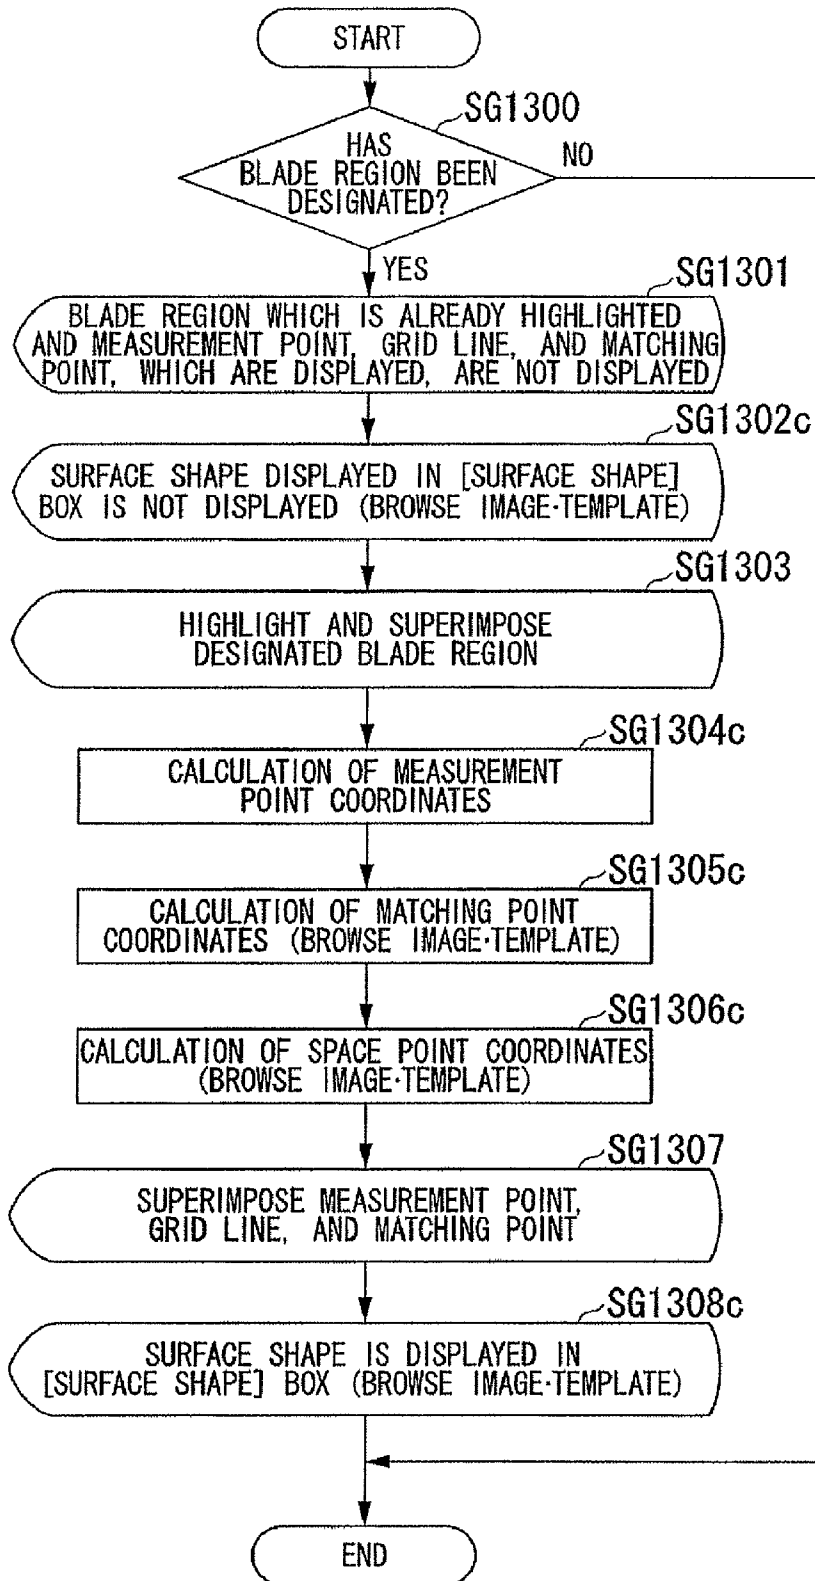 START
SG1300
HAS
BLADE REGION BEEN
DESIGNATED?
NO
YES
SG1301
BLADE REGION WHICH IS ALREADY HIGHLIGHTED
AND MEASUREMENT POINT, GRID LINE, AND MATCHING
POINT, WHICH ARE DISPLAYED, ARE NOT DISPLAYED
SG1302c
SURFACE SHAPE DISPLAYED IN [SURFACE SHAPE]
BOX IS NOT DISPLAYED (BROWSE IMAGE·TEMPLATE)
SG1303
HIGHLIGHT AND SUPERIMPOSE
DESIGNATED BLADE REGION
SG1304c
CALCULATION OF MEASUREMENT
POINT COORDINATES
SG1305c
CALCULATION OF MATCHING POINT
COORDINATES (BROWSE IMAGE·TEMPLATE)
SG1306c
CALCULATION OF SPACE POINT COORDINATES
(BROWSE IMAGE·TEMPLATE)
SG1307
SUPERIMPOSE MEASUREMENT POINT,
GRID LINE, AND MATCHING POINT
SG1308c
SURFACE SHAPE IS DISPLAYED IN
[SURFACE SHAPE] BOX (BROWSE IMAGE·TEMPLATE)
END